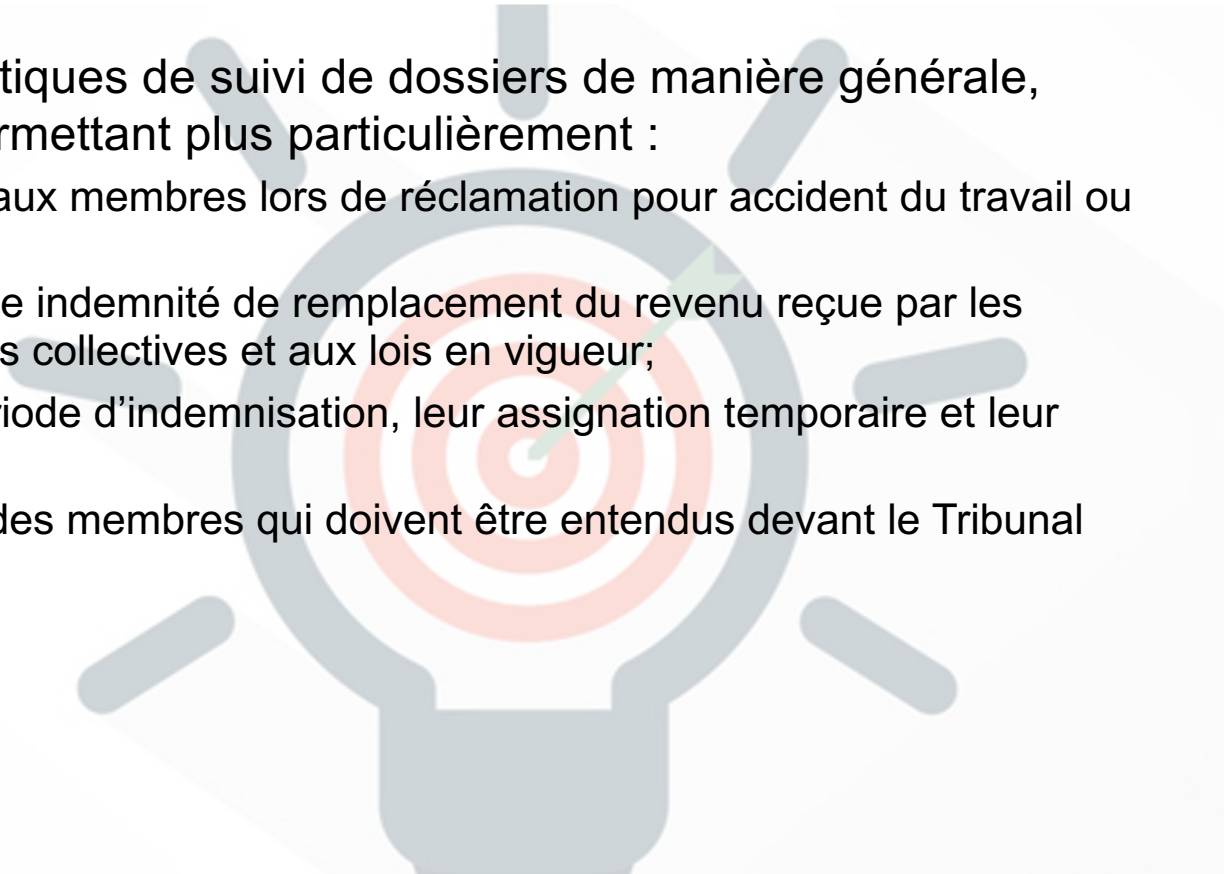 tiques de suivi de dossiers de manière générale,
rmettant plus particulièrement :
aux membres lors de réclamation pour accident du travail ou
e indemnité de remplacement du revenu reçue par les
s collectives et aux lois en vigueur;
riode d’indemnisation, leur assignation temporaire et leur
des membres qui doivent être entendus devant le Tribunal